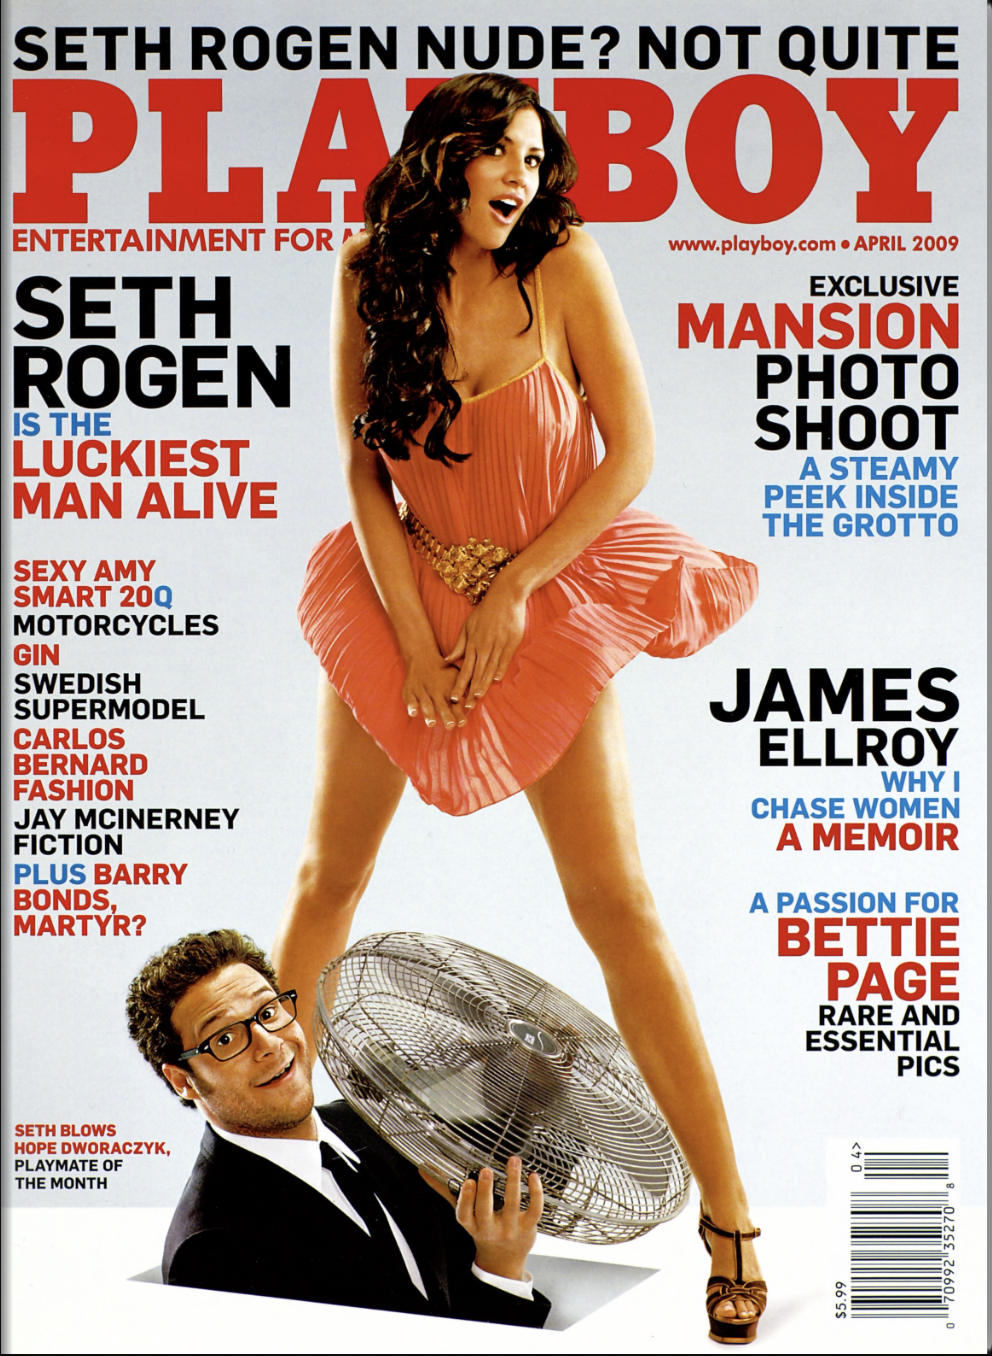 SETH ROGEN NUDE? NOT QUITE
PLAYBOY
ENTERTAINMENT FOR
www.playboy.com • APRIL 2009
SETH
ROGEN
IS THE
LUCKIEST
MAN ALIVE
SEXY AMY
SMART 20Q
MOTORCYCLES
GIN
SWEDISH
SUPERMODEL
CARLOS
BERNARD
FASHION
JAY MCINERNEY
FICTION
PLUS BARRY
BONDS,
MARTYR?
SETH BLOWS
HOPE DWORACZYK,
PLAYMATE OF
THE MONTH
EXCLUSIVE
MANSION
PHOTO
SHOOT
A STEAMY
PEEK INSIDE
THE GROTTO
JAMES
ELLROY
WHY I
CHASE WOMEN
A MEMOIR
A PASSION FOR
BETTIE
PAGE
RARE AND
ESSENTIAL
PICS
$5.99
0 70992 35270 8
04>